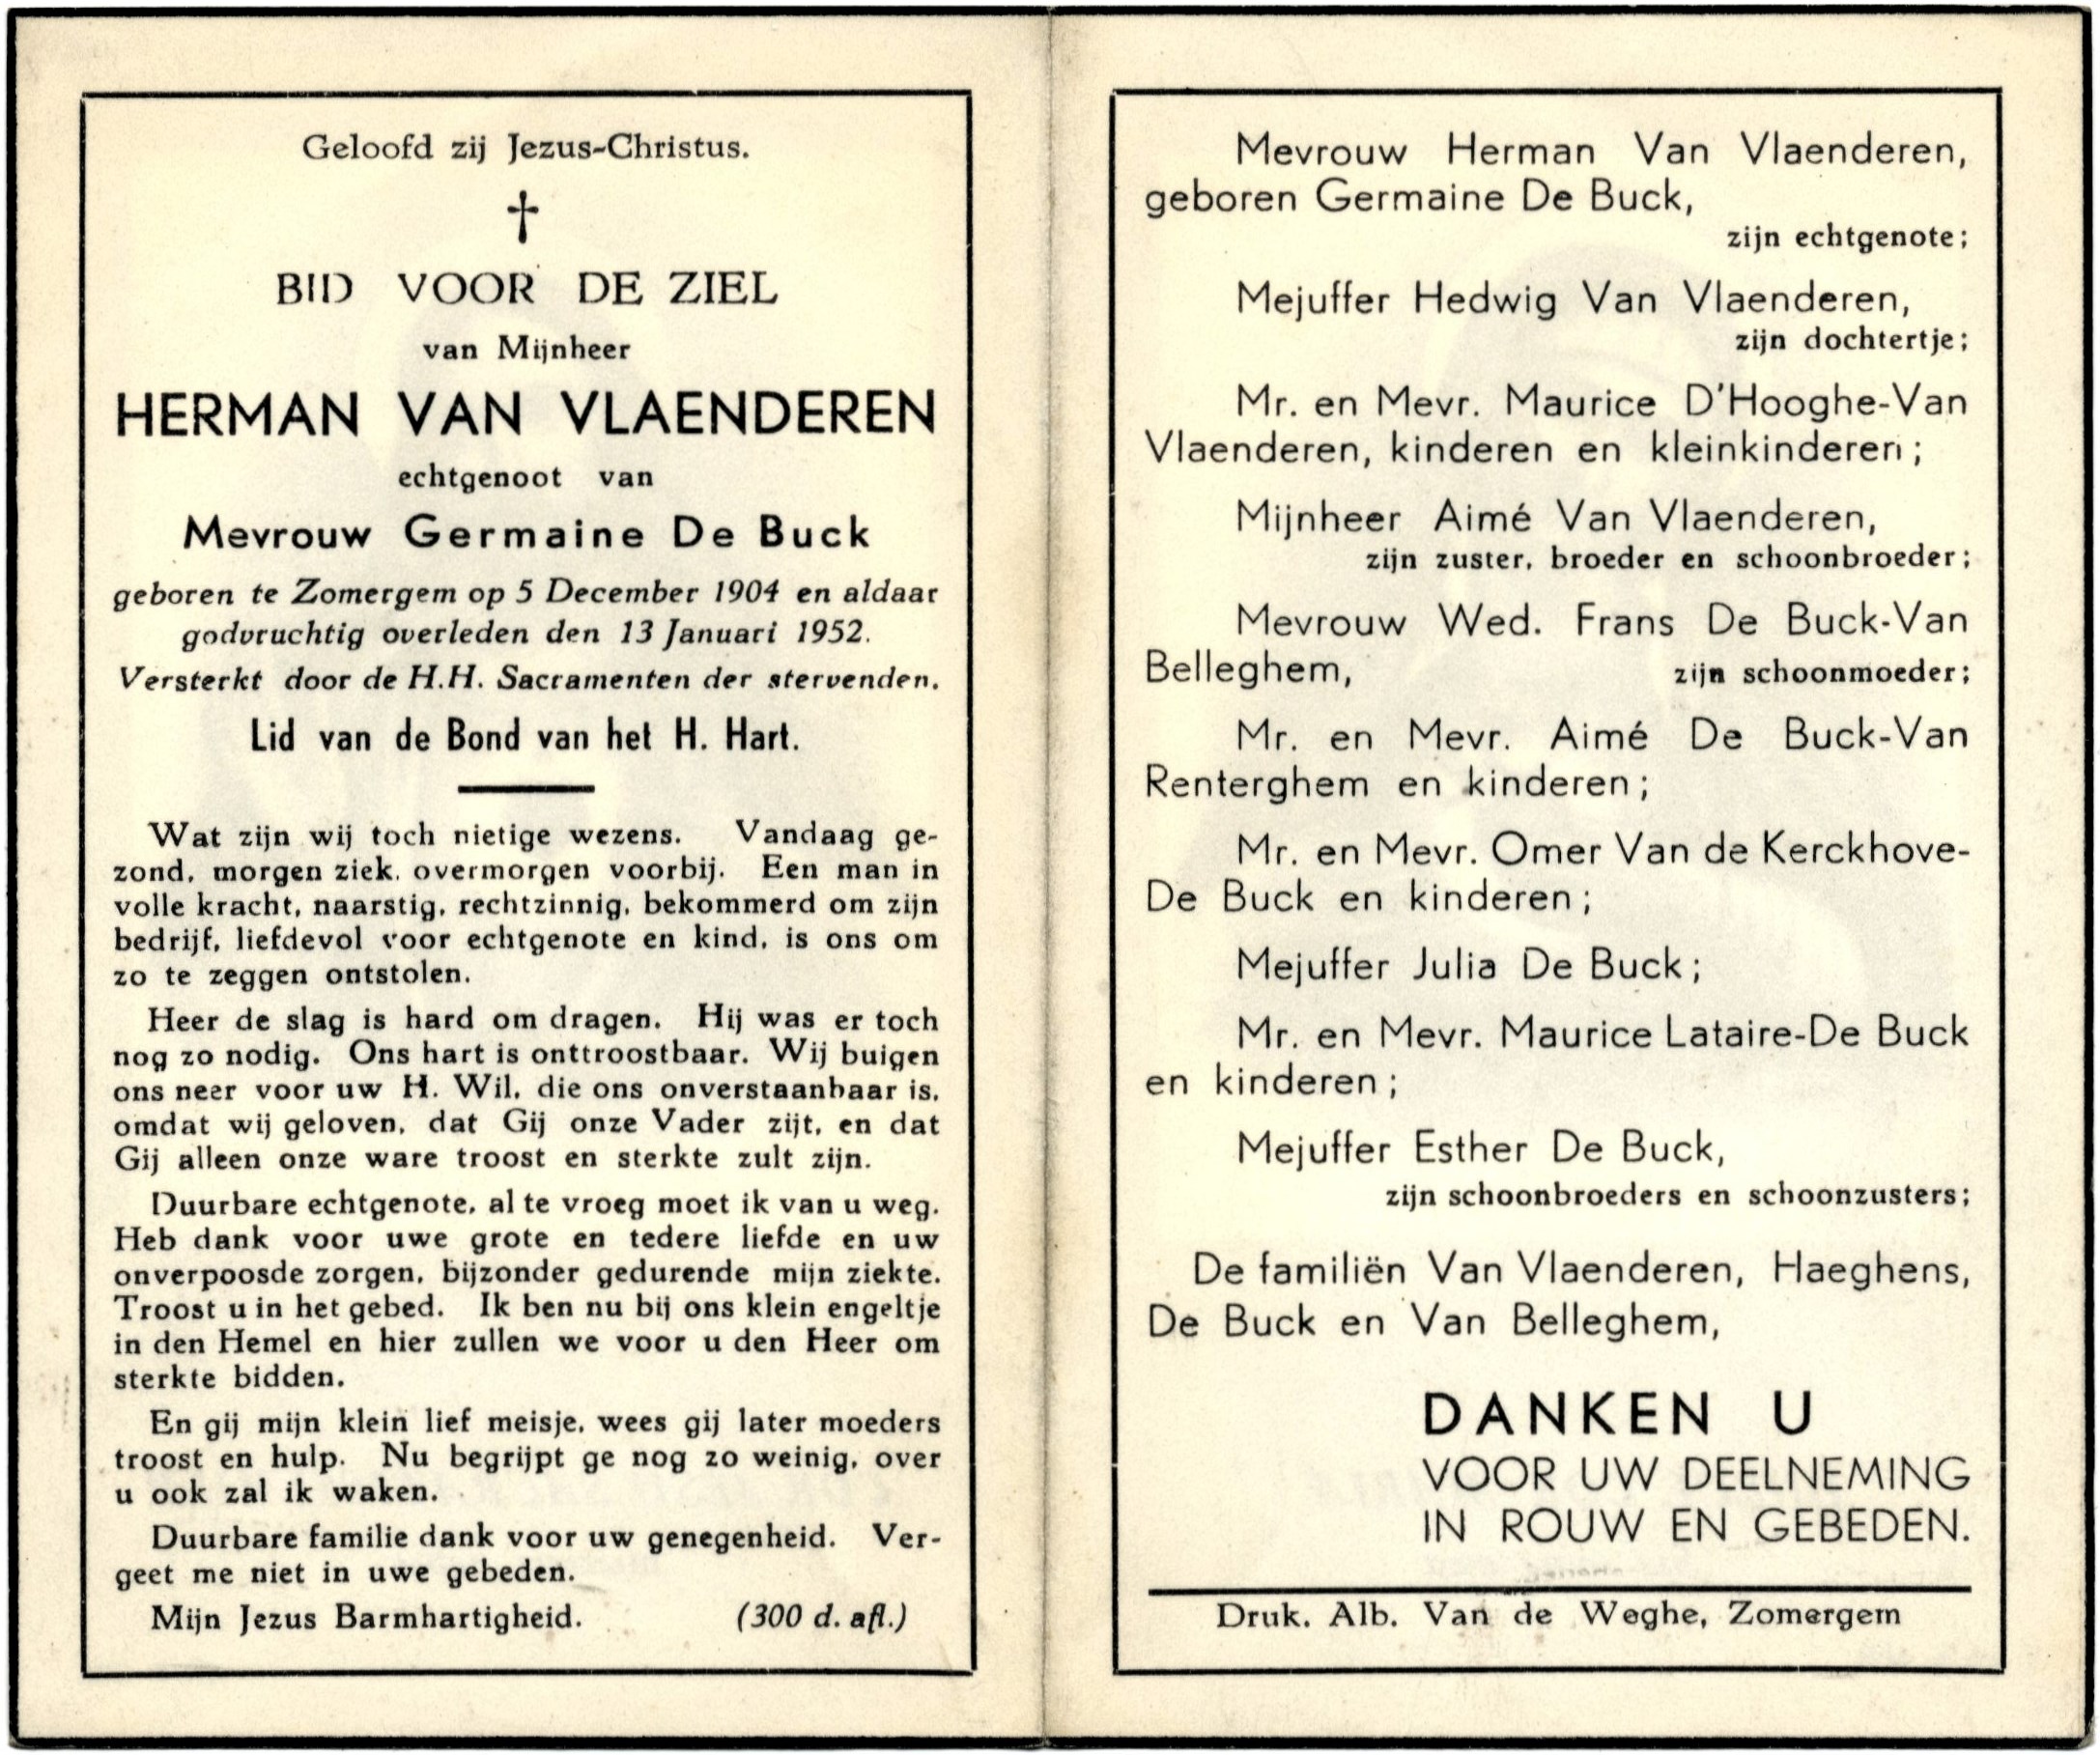 Geloofd zij Jezus-Christus.
BID VOOR DE ZIEL
van Mijnheer
HERMAN VAN VLAENDEREN
echtgenoot van
Mevrouw Germaine De Buck
geboren te Zomergem op 5 December 1904 en aldaar
godvruchtig overleden den 13 Januari 1952.
Versterkt door de H.H. Sacramenten der stervenden.
Lid van de Bond van het H. Hart.
Wat zijn wij toch nietige wezens. Vandaag ge-
zond, morgen ziek, overmorgen voorbij. Een man in
volle kracht, naarstig, rechtzinnig, bekommerd om zijn
bedrijf, liefdevol voor echtgenote en kind, is ons om
zo te zeggen ontstolen.
Heer de slag is hard om dragen. Hij was er toch
nog zo nodig. Ons hart is onttroostbaar. Wij buigen
ons neer voor uw H. Wil, die ons onverstaanbaar is,
omdat wij geloven, dat Gij onze Vader zijt, en dat
Gij alleen onze ware troost en sterkte zult zijn.
Duurbare echtgenote, al te vroeg moet ik van u weg.
Heb dank voor uwe grote en tedere liefde en uw
onverpoosde zorgen, bijzonder gedurende mijn ziekte.
Troost u in het gebed. Ik ben nu bij ons klein engeltje
in den Hemel en hier zullen we voor u den Heer om
sterkte bidden.
En gij mijn klein lief meisje, wees gij later moeders
troost en hulp. Nu begrijpt ge nog zo weinig, over
u ook zal ik waken.
Duurbare familie dank voor uw genegenheid. Ver-
geet me niet in uwe gebeden.
Mijn Jezus Barmhartigheid. (300 d. afl.)
Mevrouw Herman Van Vlaenderen,
geboren Germaine De Buck,
zijn echtgenote;
Mejuffer Hedwig Van Vlaenderen,
zijn dochtertje;
Mr. en Mevr. Maurice D'Hooghe-Van
Vlaenderen, kinderen en kleinkinderen;
Mijnheer Aimé Van Vlaenderen,
zijn zuster, broeder en schoonbroeder;
Mevrouw Wed. Frans De Buck-Van
Belleghem, zijn schoonmoeder;
Mr. en Mevr. Aimé De Buck-Van
Renterghem en kinderen;
Mr. en Mevr. Omer Van de Kerckhove-
De Buck en kinderen;
Mejuffer Julia De Buck;
Mr. en Mevr. Maurice Lataire-De Buck
en kinderen;
Mejuffer Esther De Buck,
zijn schoonbroeders en schoonzusters;
De familiën Van Vlaenderen, Haeghens,
De Buck en Van Belleghem,
DANKEN U
VOOR UW DEELNEMING
IN ROUW EN GEBEDEN.
Druk. Alb. Van de Weghe, Zomergem